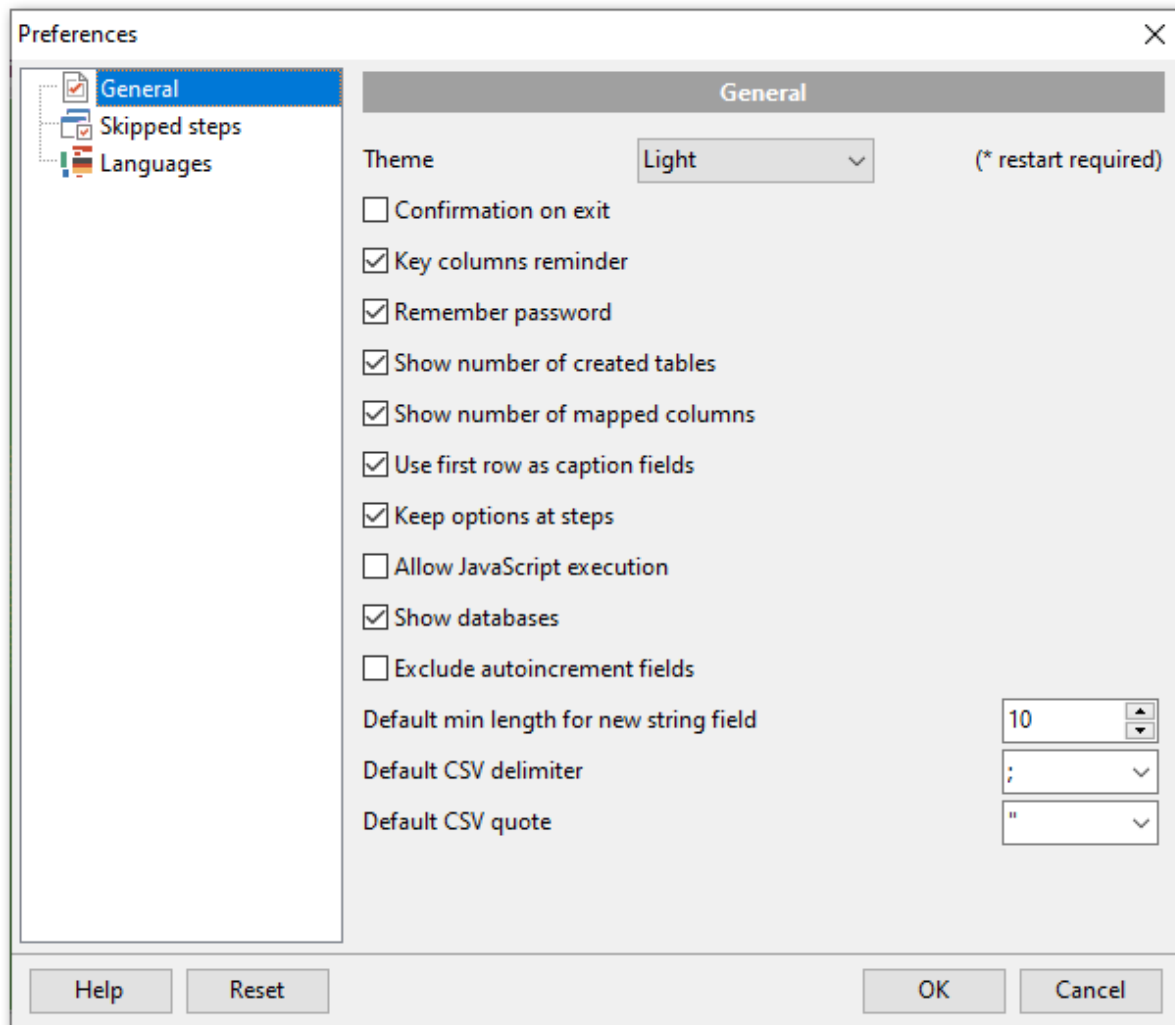 Preferences
General
Skipped steps
Languages
General
Theme Light (* restart required)
Confirmation on exit
Key columns reminder
Remember password
Show number of created tables
Show number of mapped columns
Use first row as caption fields
Keep options at steps
Allow JavaScript execution
Show databases
Exclude autoincrement fields
Default min length for new string field 10
Default CSV delimiter ;
Default CSV quote "
Help Reset OK Cancel